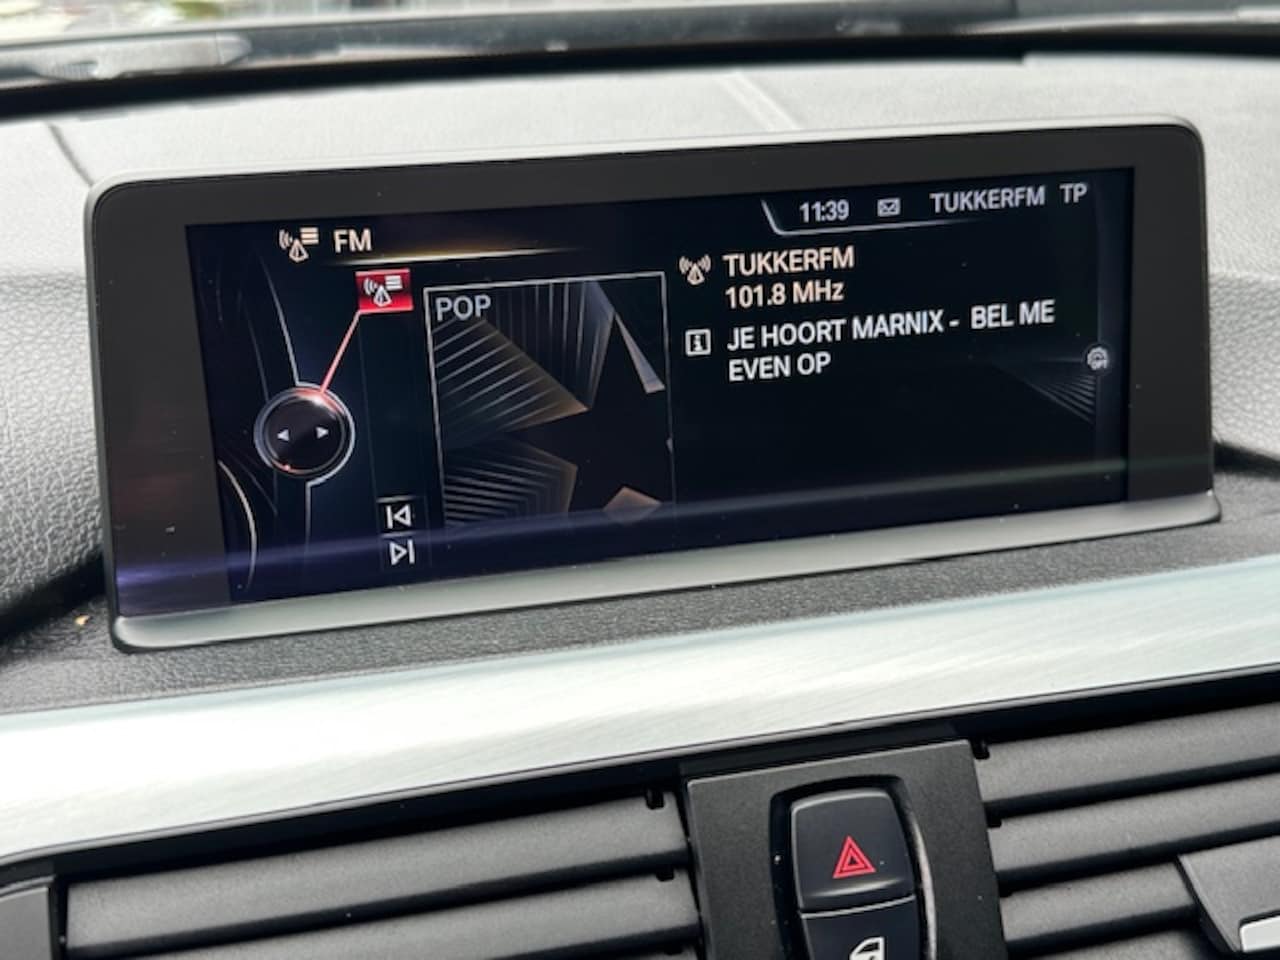 11:39 TUKKERFM TP
FM
POP
TUKKERFM
101.8 MHz
JE HOORT MARNIX - BEL ME
EVEN OP